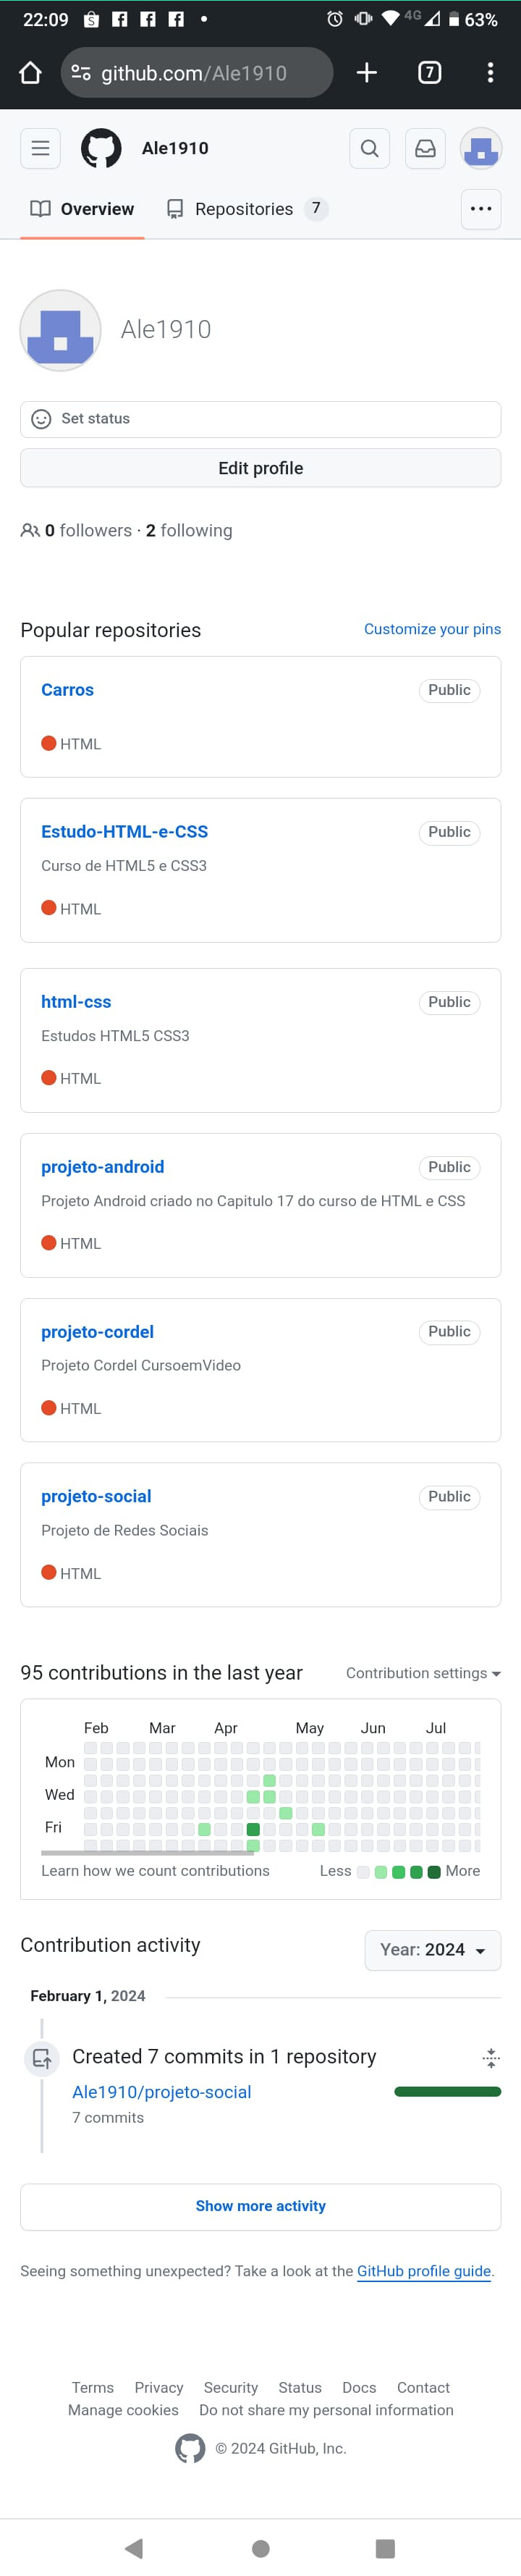 22:09 4G 63%
github.com/Ale1910 7
Ale1910
Overview Repositories 7
Ale1910
Set status
Edit profile
0 followers · 2 following
Popular repositories Customize your pins
Carros Public
HTML
Estudo-HTML-e-CSS Public
Curso de HTML5 e CSS3
HTML
html-css Public
Estudos HTML5 CSS3
HTML
projeto-android Public
Projeto Android criado no Capitulo 17 do curso de HTML e CSS
HTML
projeto-cordel Public
Projeto Cordel CursoemVideo
HTML
projeto-social Public
Projeto de Redes Sociais
HTML
95 contributions in the last year Contribution settings
Feb Mar Apr May Jun Jul
Mon
Wed
Fri
Learn how we count contributions Less More
Contribution activity Year: 2024
February 1, 2024
Created 7 commits in 1 repository
Ale1910/projeto-social
7 commits
Show more activity
Seeing something unexpected? Take a look at the GitHub profile guide.
Terms Privacy Security Status Docs Contact
Manage cookies Do not share my personal information
© 2024 GitHub, Inc.